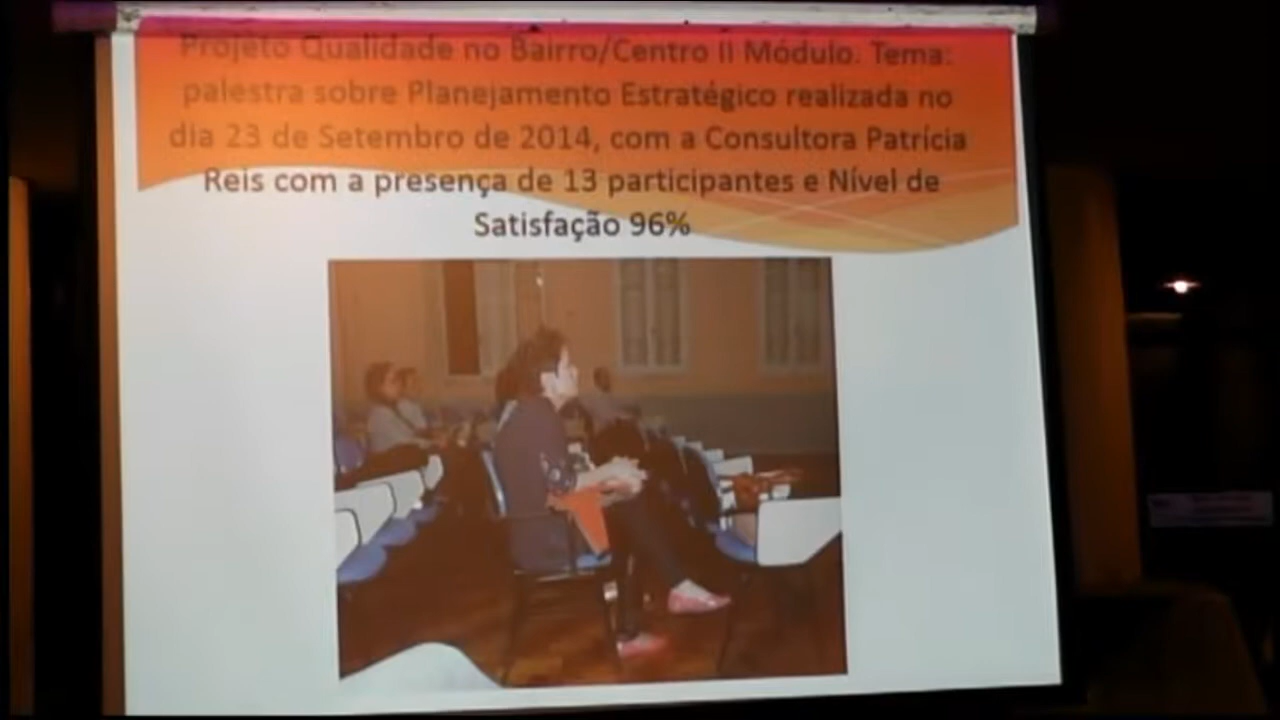 Projeto Qualidade no Bairro/Centro II Módulo. Tema:
palestra sobre Planejamento Estratégico realizada no
dia 23 de Setembro de 2014, com a Consultora Patrícia
Reis com a presença de 13 participantes e Nível de
Satisfação 96%